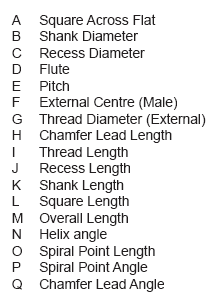 A Square Across Flat
B Shank Diameter
C Recess Diameter
D Flute
E Pitch
F External Centre (Male)
G Thread Diameter (External)
H Chamfer Lead Length
I Thread Length
J Recess Length
K Shank Length
L Square Length
M Overall Length
N Helix angle
O Spiral Point Length
P Spiral Point Angle
Q Chamfer Lead Angle